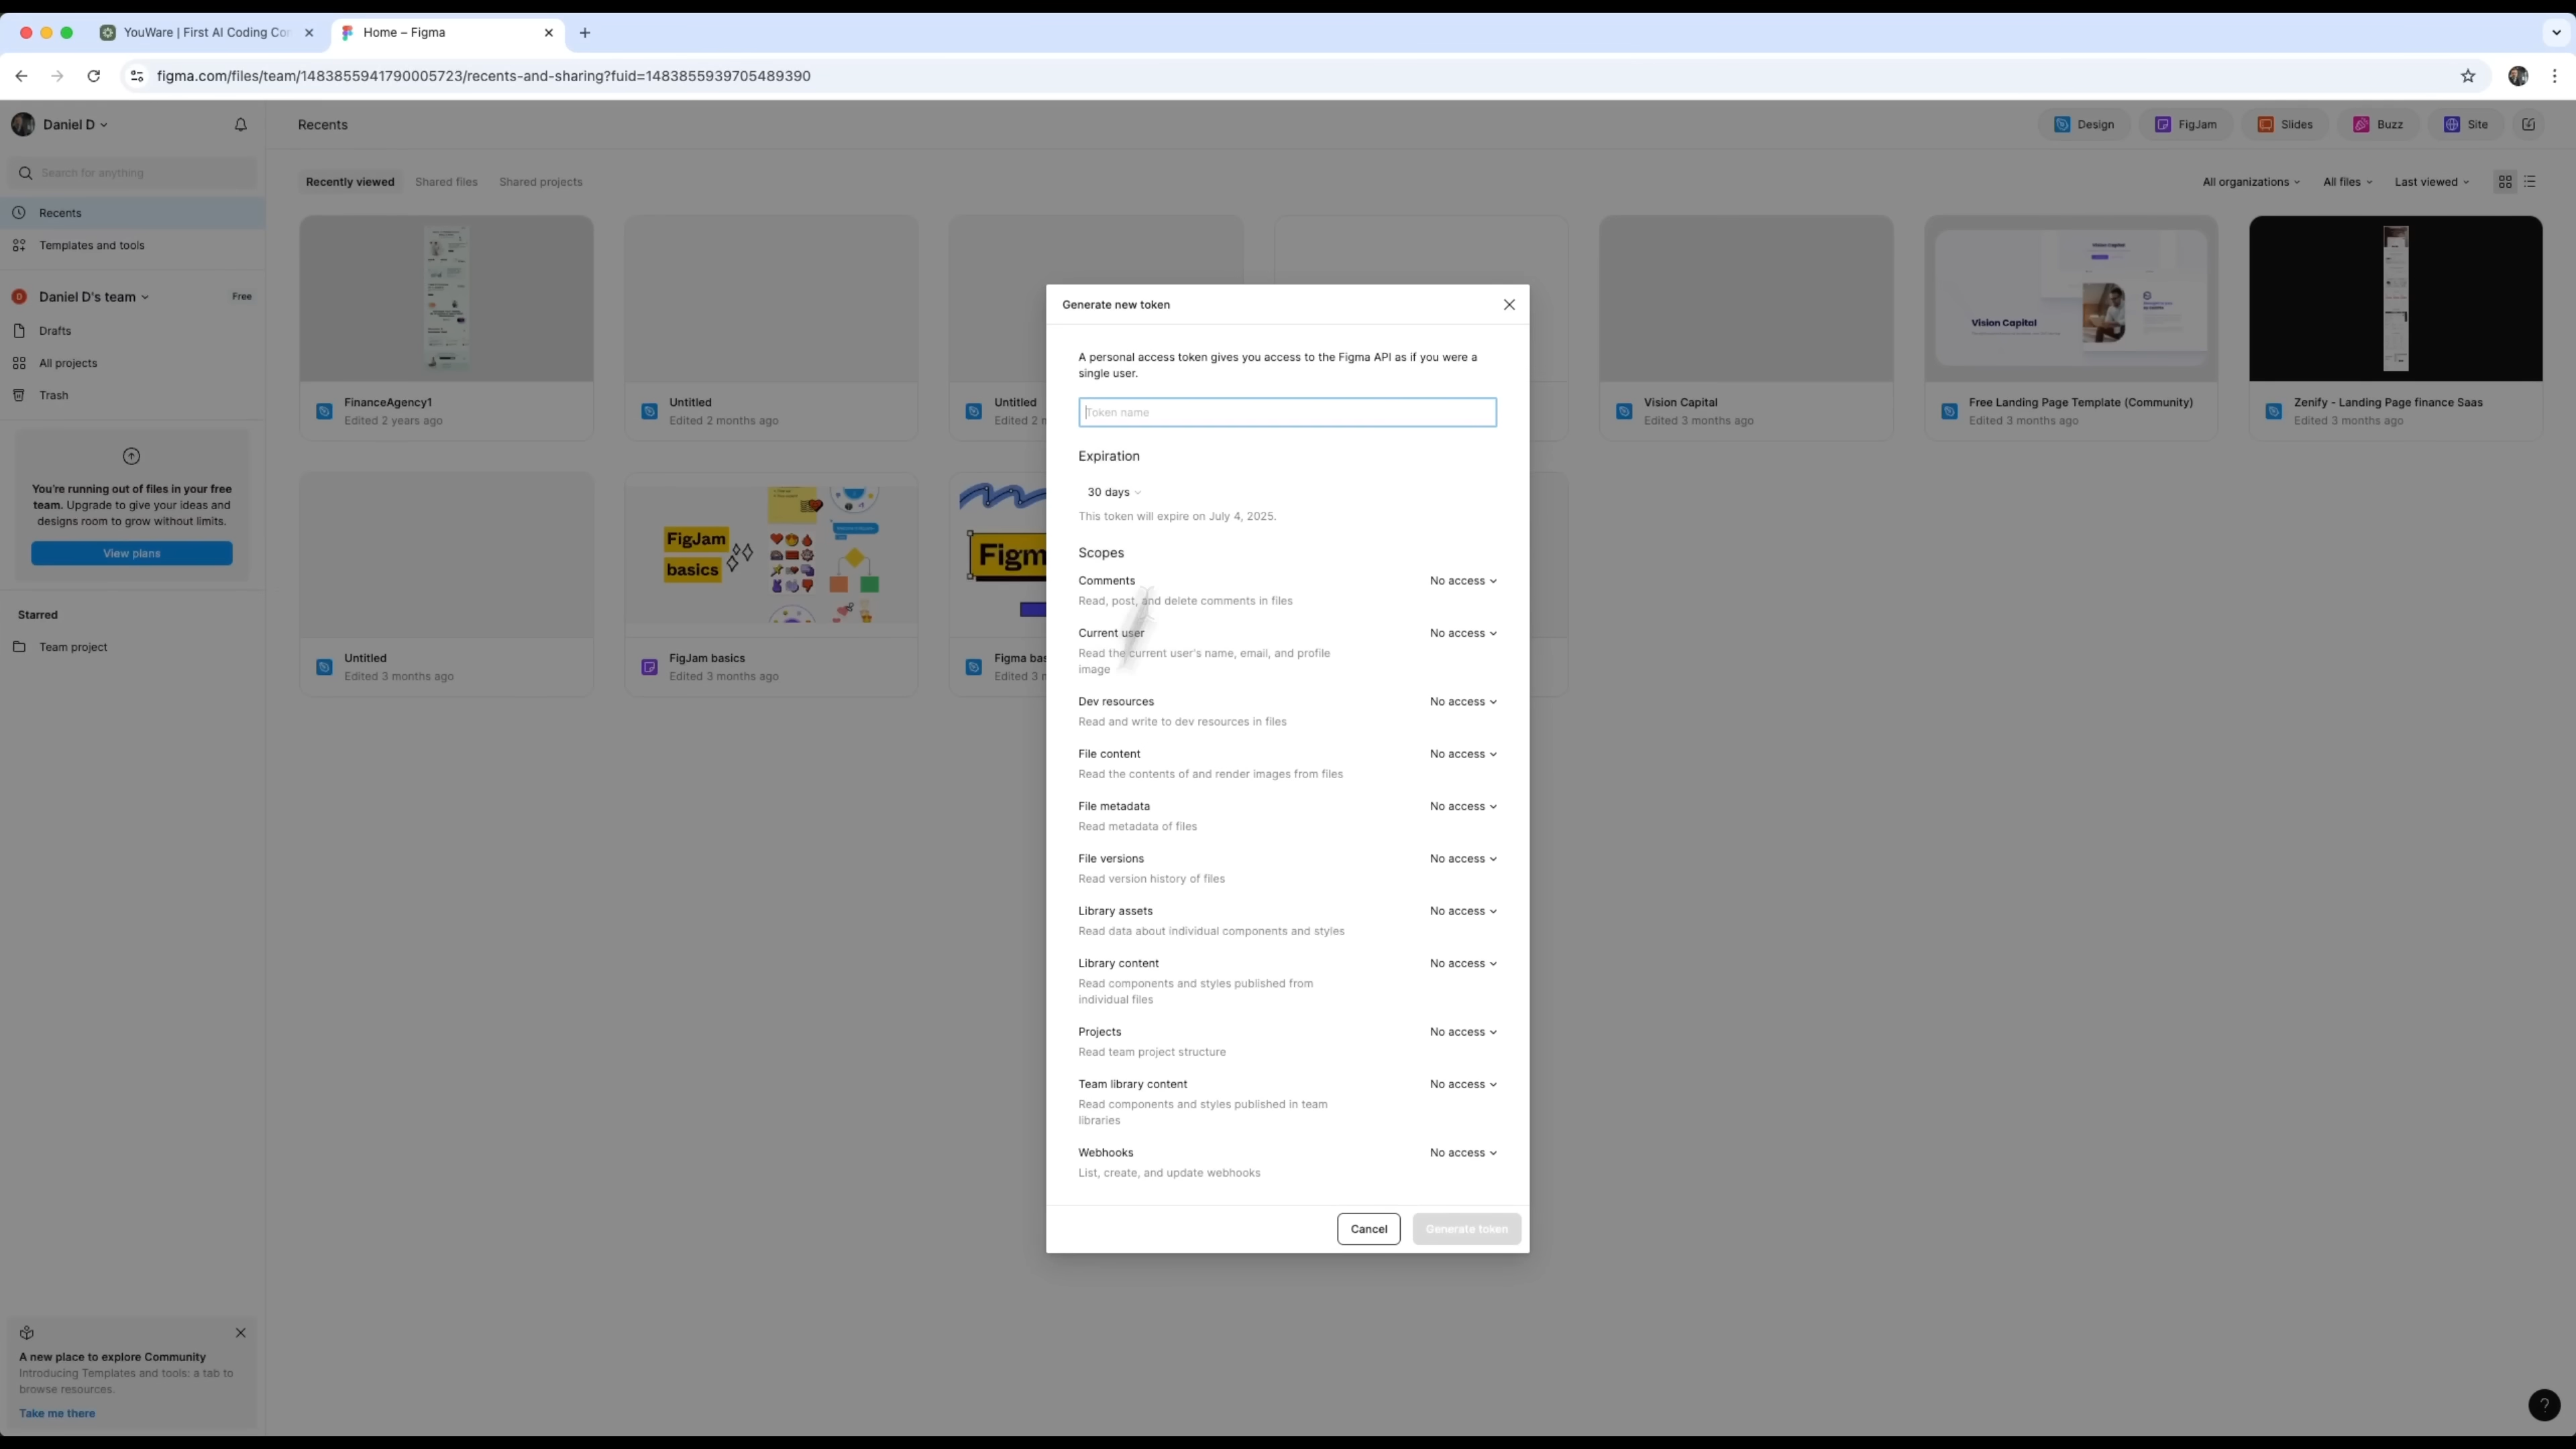 YouWare | First AI Coding Cor
Home – Figma
figma.com/files/team/1483855941790005723/recents-and-sharing?fuid=1483855939705489390
Daniel D
Search for anything
Recents
Templates and tools
Daniel D's team
Free
Drafts
All projects
Trash
You're running out of files in your free
team. Upgrade to give your ideas and
designs room to grow without limits.
View plans
Starred
Team project
A new place to explore Community
Introducing Templates and tools: a tab to
browse resources.
Take me there
Recents
Design
FigJam
Slides
Buzz
Site
Recently viewed
Shared files
Shared projects
All organizations
All files
Last viewed
FinanceAgency1
Edited 2 years ago
Untitled
Edited 2 months ago
Untitled
Edited 2 m
Vision Capital
Edited 3 months ago
Vision Capital
Vision Capital
Free Landing Page Template (Community)
Edited 3 months ago
Zenify - Landing Page finance Saas
Edited 3 months ago
Untitled
Edited 3 months ago
FigJam
basics
FigJam basics
Edited 3 months ago
Figm
Figma bas
Edited 3 m
Generate new token
A personal access token gives you access to the Figma API as if you were a
single user.
Token name
Expiration
30 days
This token will expire on July 4, 2025.
Scopes
Comments
No access
Read, post, and delete comments in files
Current user
No access
Read the current user's name, email, and profile
image
Dev resources
No access
Read and write to dev resources in files
File content
No access
Read the contents of and render images from files
File metadata
No access
Read metadata of files
File versions
No access
Read version history of files
Library assets
No access
Read data about individual components and styles
Library content
No access
Read components and styles published from
individual files
Projects
No access
Read team project structure
Team library content
No access
Read components and styles published in team
libraries
Webhooks
No access
List, create, and update webhooks
Cancel
Generate token